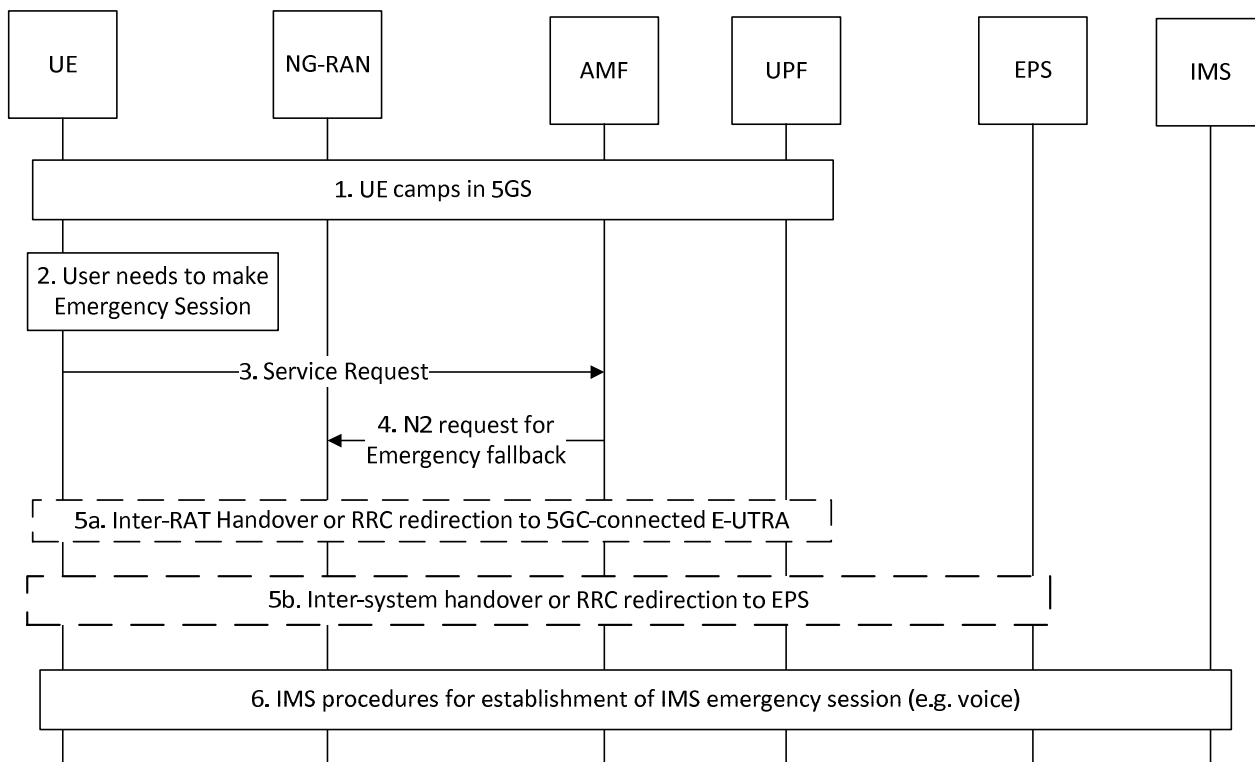 UE
NG-RAN
AMF
UPF
EPS
IMS
1. UE camps in 5GS
2. User needs to make
Emergency Session
3. Service Request
4. N2 request for
Emergency fallback
5a. Inter-RAT Handover or RRC redirection to 5GC-connected E-UTRA
5b. Inter-system handover or RRC redirection to EPS
6. IMS procedures for establishment of IMS emergency session (e.g. voice)